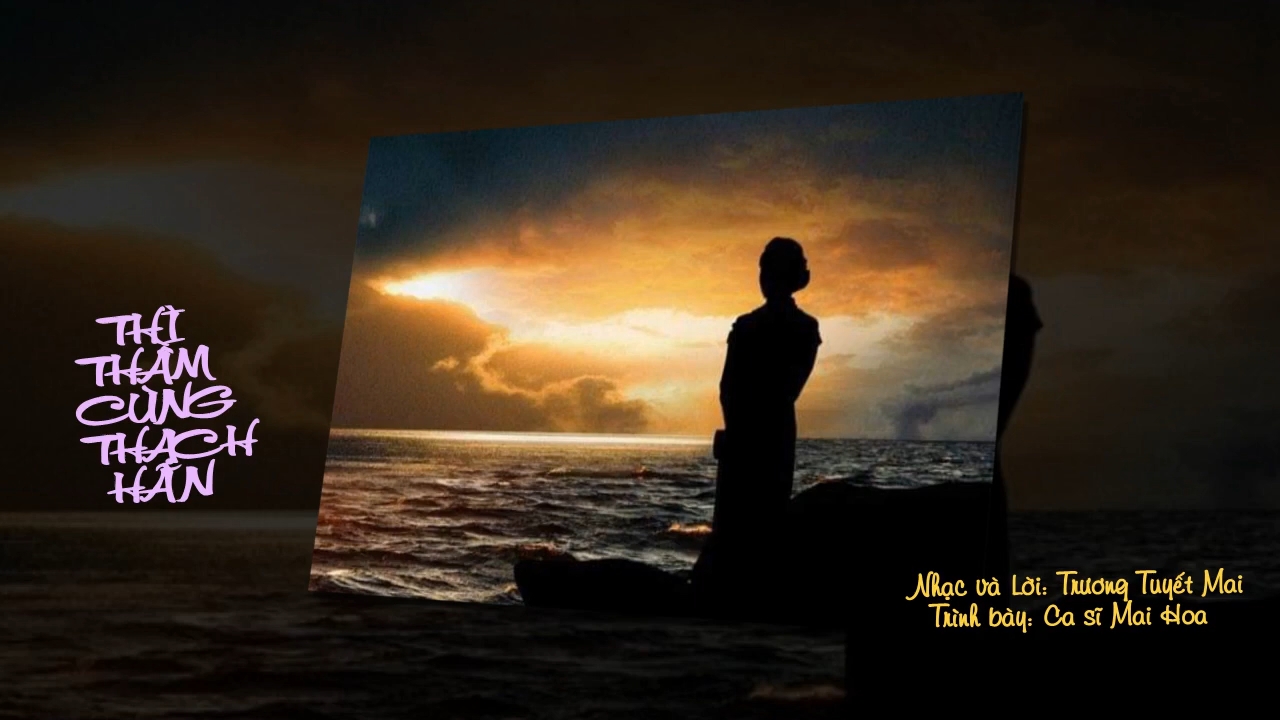 THÌ
THẦM
CÙNG
THẠCH
HÃN
Nhạc và Lời: Trương Tuyết Mai
Trình bày: Ca sĩ Mai Hoa